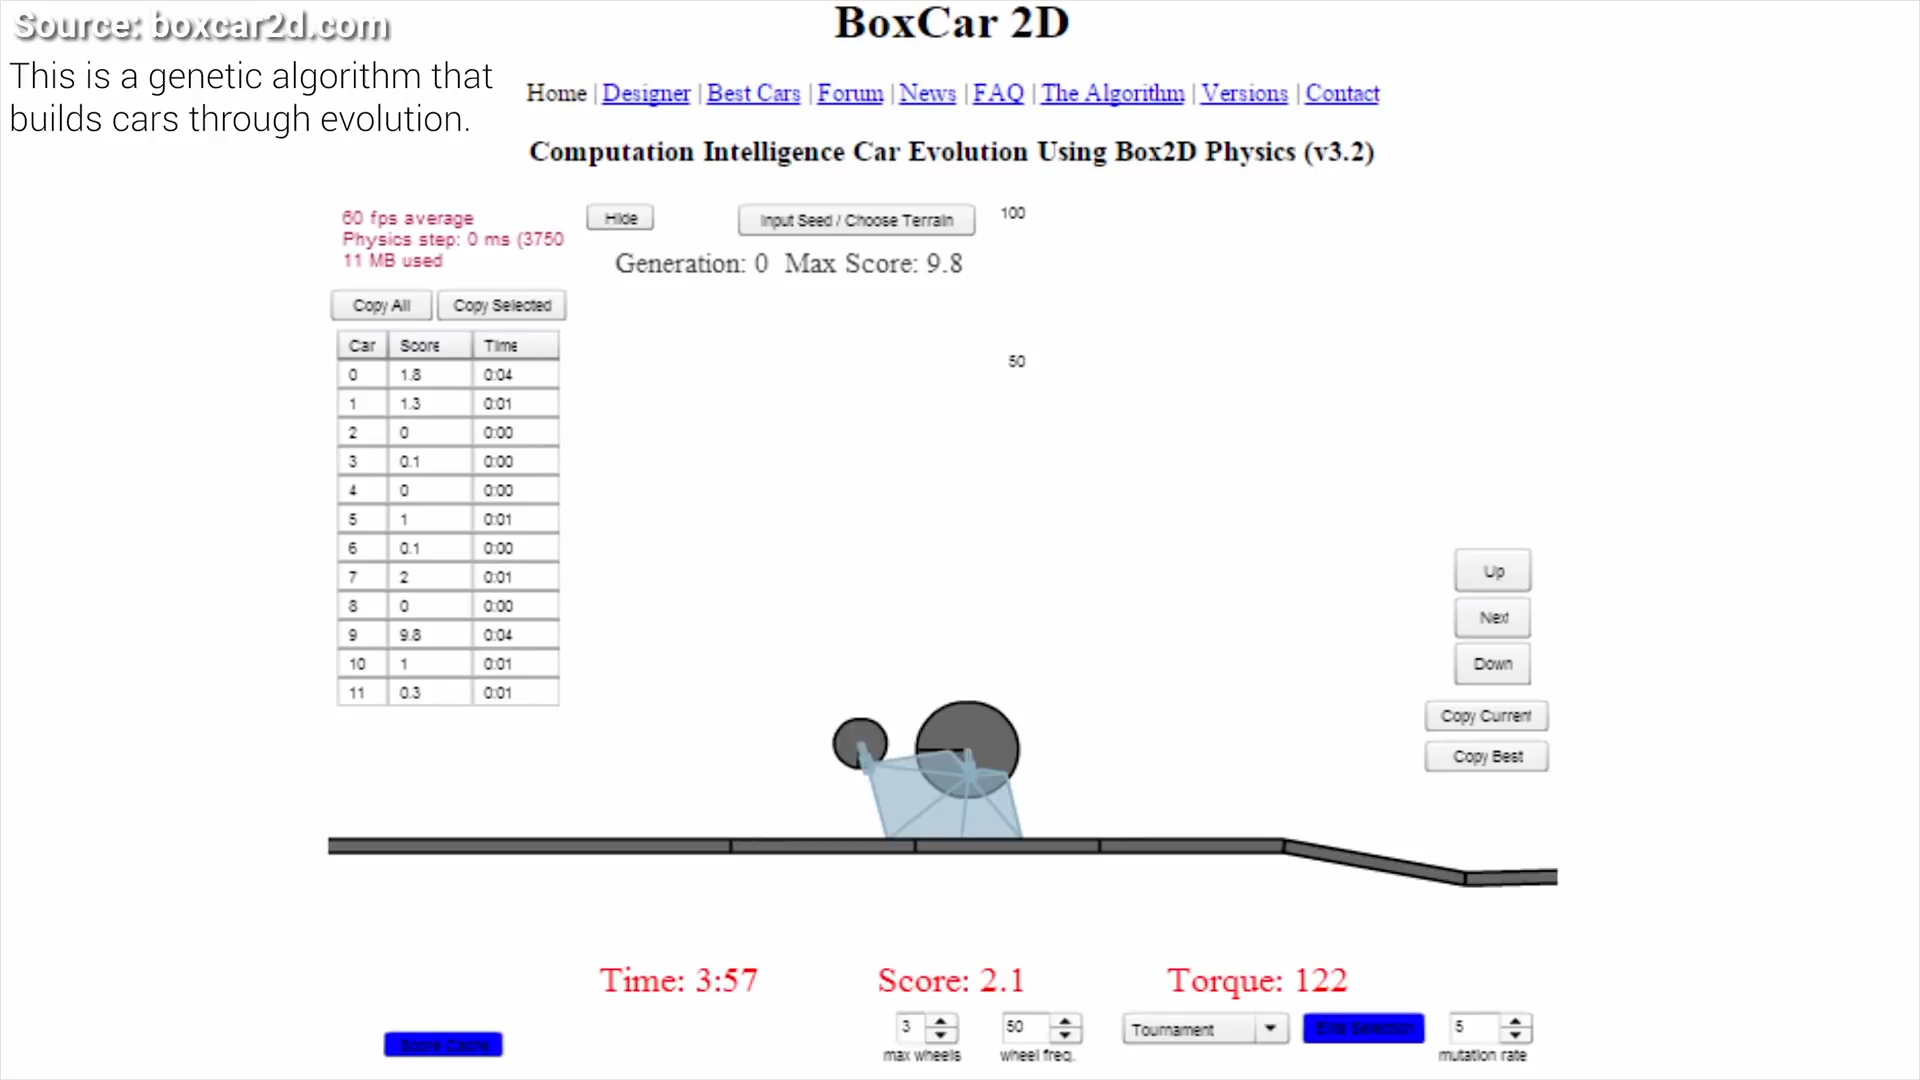 Source: boxcar2d.com
This is a genetic algorithm that
builds cars through evolution.
BoxCar 2D
Home | Designer | Best Cars | Forum | News | FAQ | The Algorithm | Versions | Contact
Computation Intelligence Car Evolution Using Box2D Physics (v3.2)
60 fps average
Physics step: 0 ms (3750
11 MB used
Hide
Input Seed / Choose Terrain
100
Generation: 0 Max Score: 9.8
Copy All
Copy Selected
50
Car Score Time
0 1.8 0:04
1 1.3 0:01
2 0 0:00
3 0.1 0:00
4 0 0:00
5 1 0:01
6 0.1 0:00
7 2 0:01
8 0 0:00
9 9.8 0:04
10 1 0:01
11 0.3 0:01
Up
Next
Down
Copy Current
Copy Best
Time: 3:57
Score: 2.1
Torque: 122
3
50
Tournament
Elite Selection
5
Score Cache
max wheels
wheel freq.
mutation rate